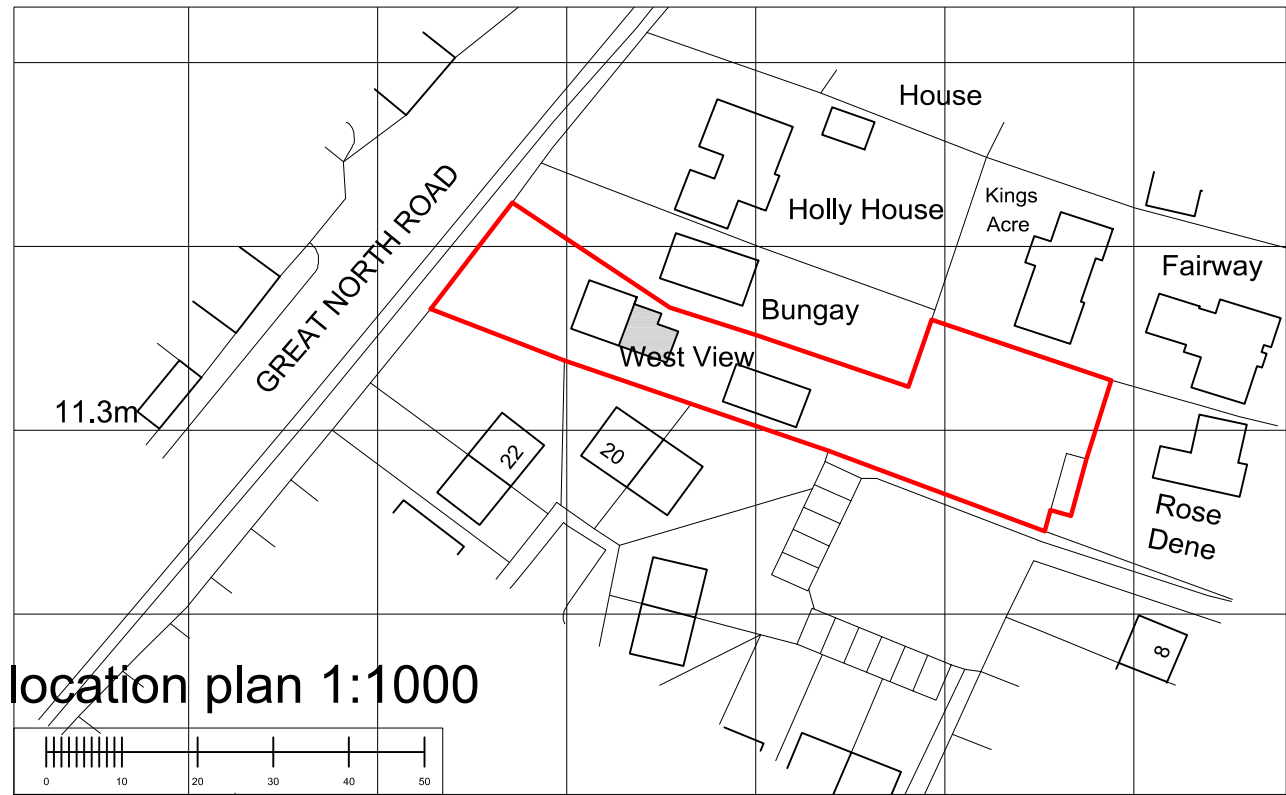 House
Kings
Acre
Holly House
GREAT NORTH ROAD
Fairway
Bungay
West View
11.3m
22
20
Rose
Dene
8
location plan 1:1000
0 10 20 30 40 50